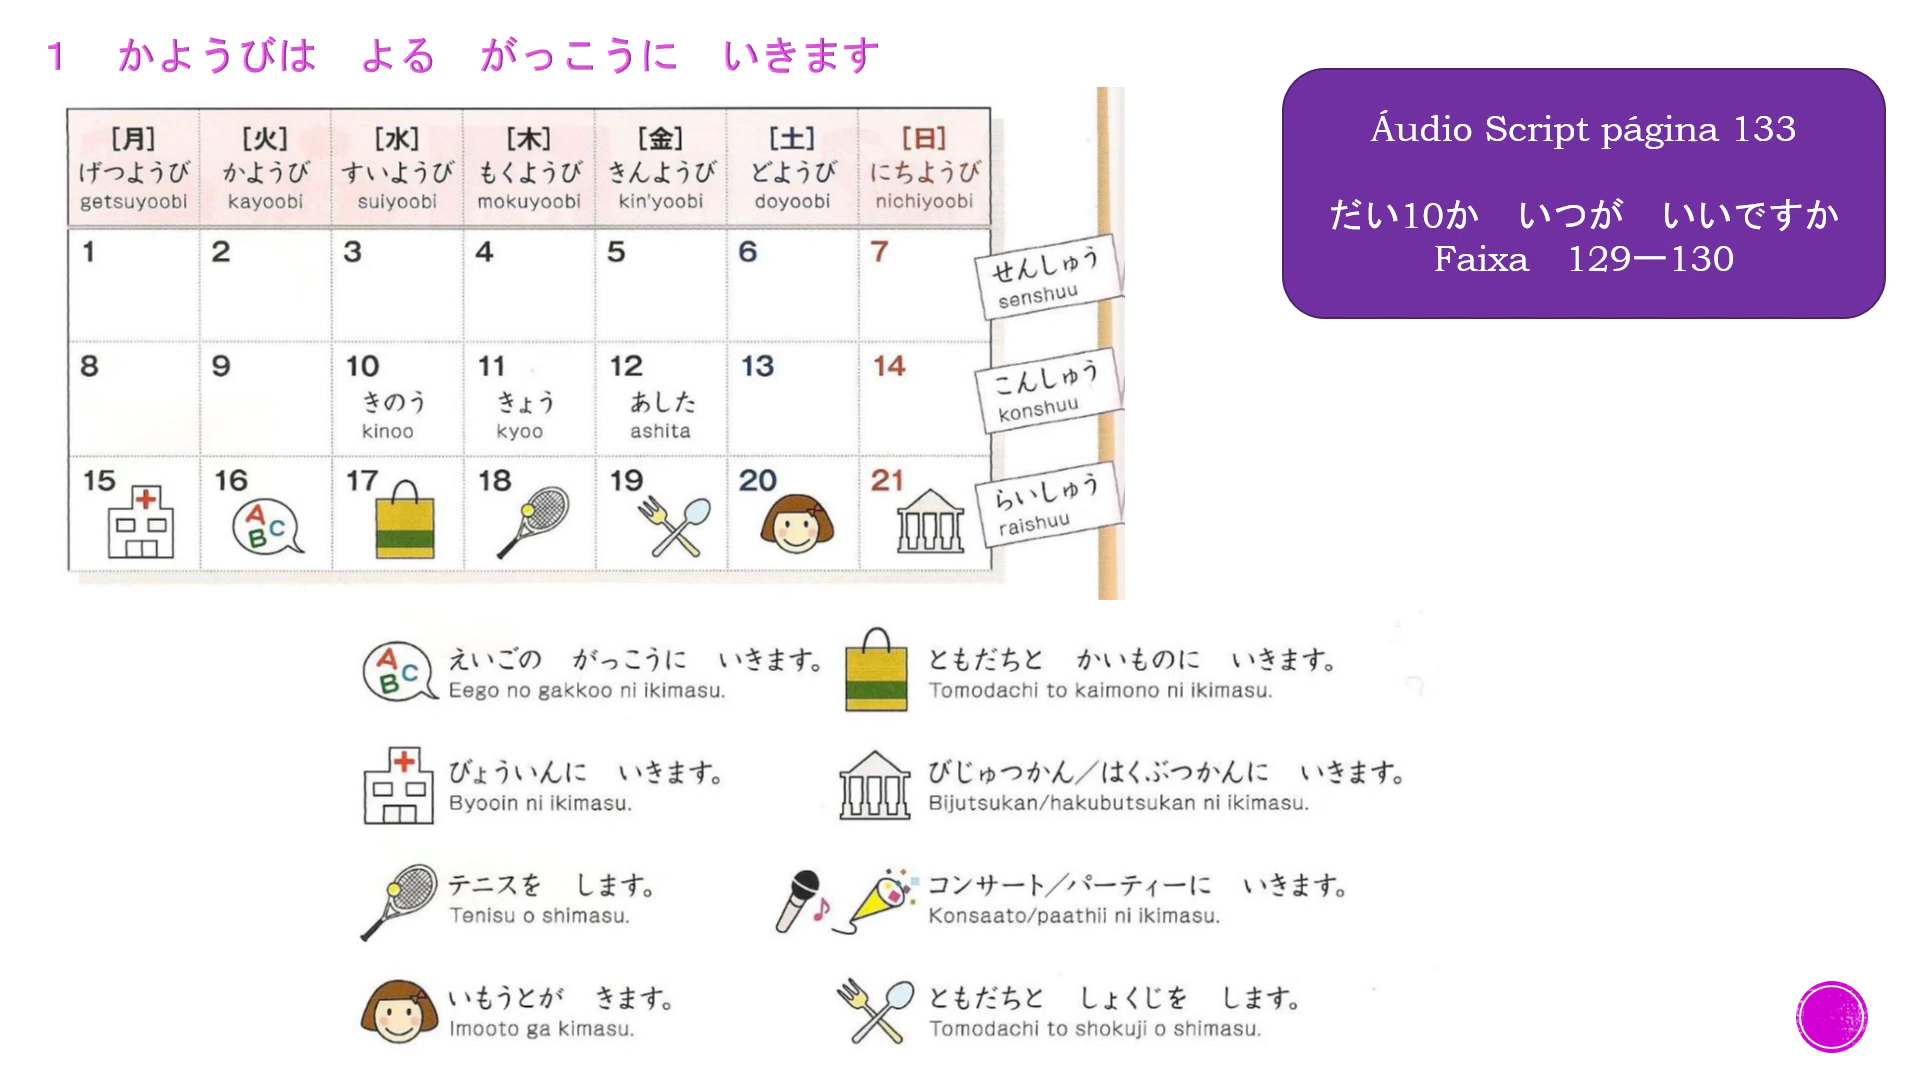 1　かようびは　よる　がっこうに　いきます
Áudio Script página 133
だい10か　いつが　いいですか
Faixa　129ー130
[月] [火] [水] [木] [金] [土] [日]
げつようび かようび すいようび もくようび きんようび どようび にちようび
getsuyoobi kayoobi suiyoobi mokuyoobi kin'yoobi doyoobi nichiyoobi
1 2 3 4 5 6 7
せんしゅう
senshuu
8 9 10 11 12 13 14
きのう きょう あした
kinoo kyoo ashita
こんしゅう
konshuu
15 16 17 18 19 20 21
A B C
らいしゅう
raishuu
A B C
えいごの　がっこうに　いきます。
Eego no gakkoo ni ikimasu.
ともだちと　かいものに　いきます。
Tomodachi to kaimono ni ikimasu.
びょういんに　いきます。
Byooin ni ikimasu.
びじゅつかん／はくぶつかんに　いきます。
Bijutsukan/hakubutsukan ni ikimasu.
テニスを　します。
Tenisu o shimasu.
コンサート／パーティーに　いきます。
Konsaato/paathii ni ikimasu.
いもうとが　きます。
Imooto ga kimasu.
ともだちと　しょくじを　します。
Tomodachi to shokuji o shimasu.